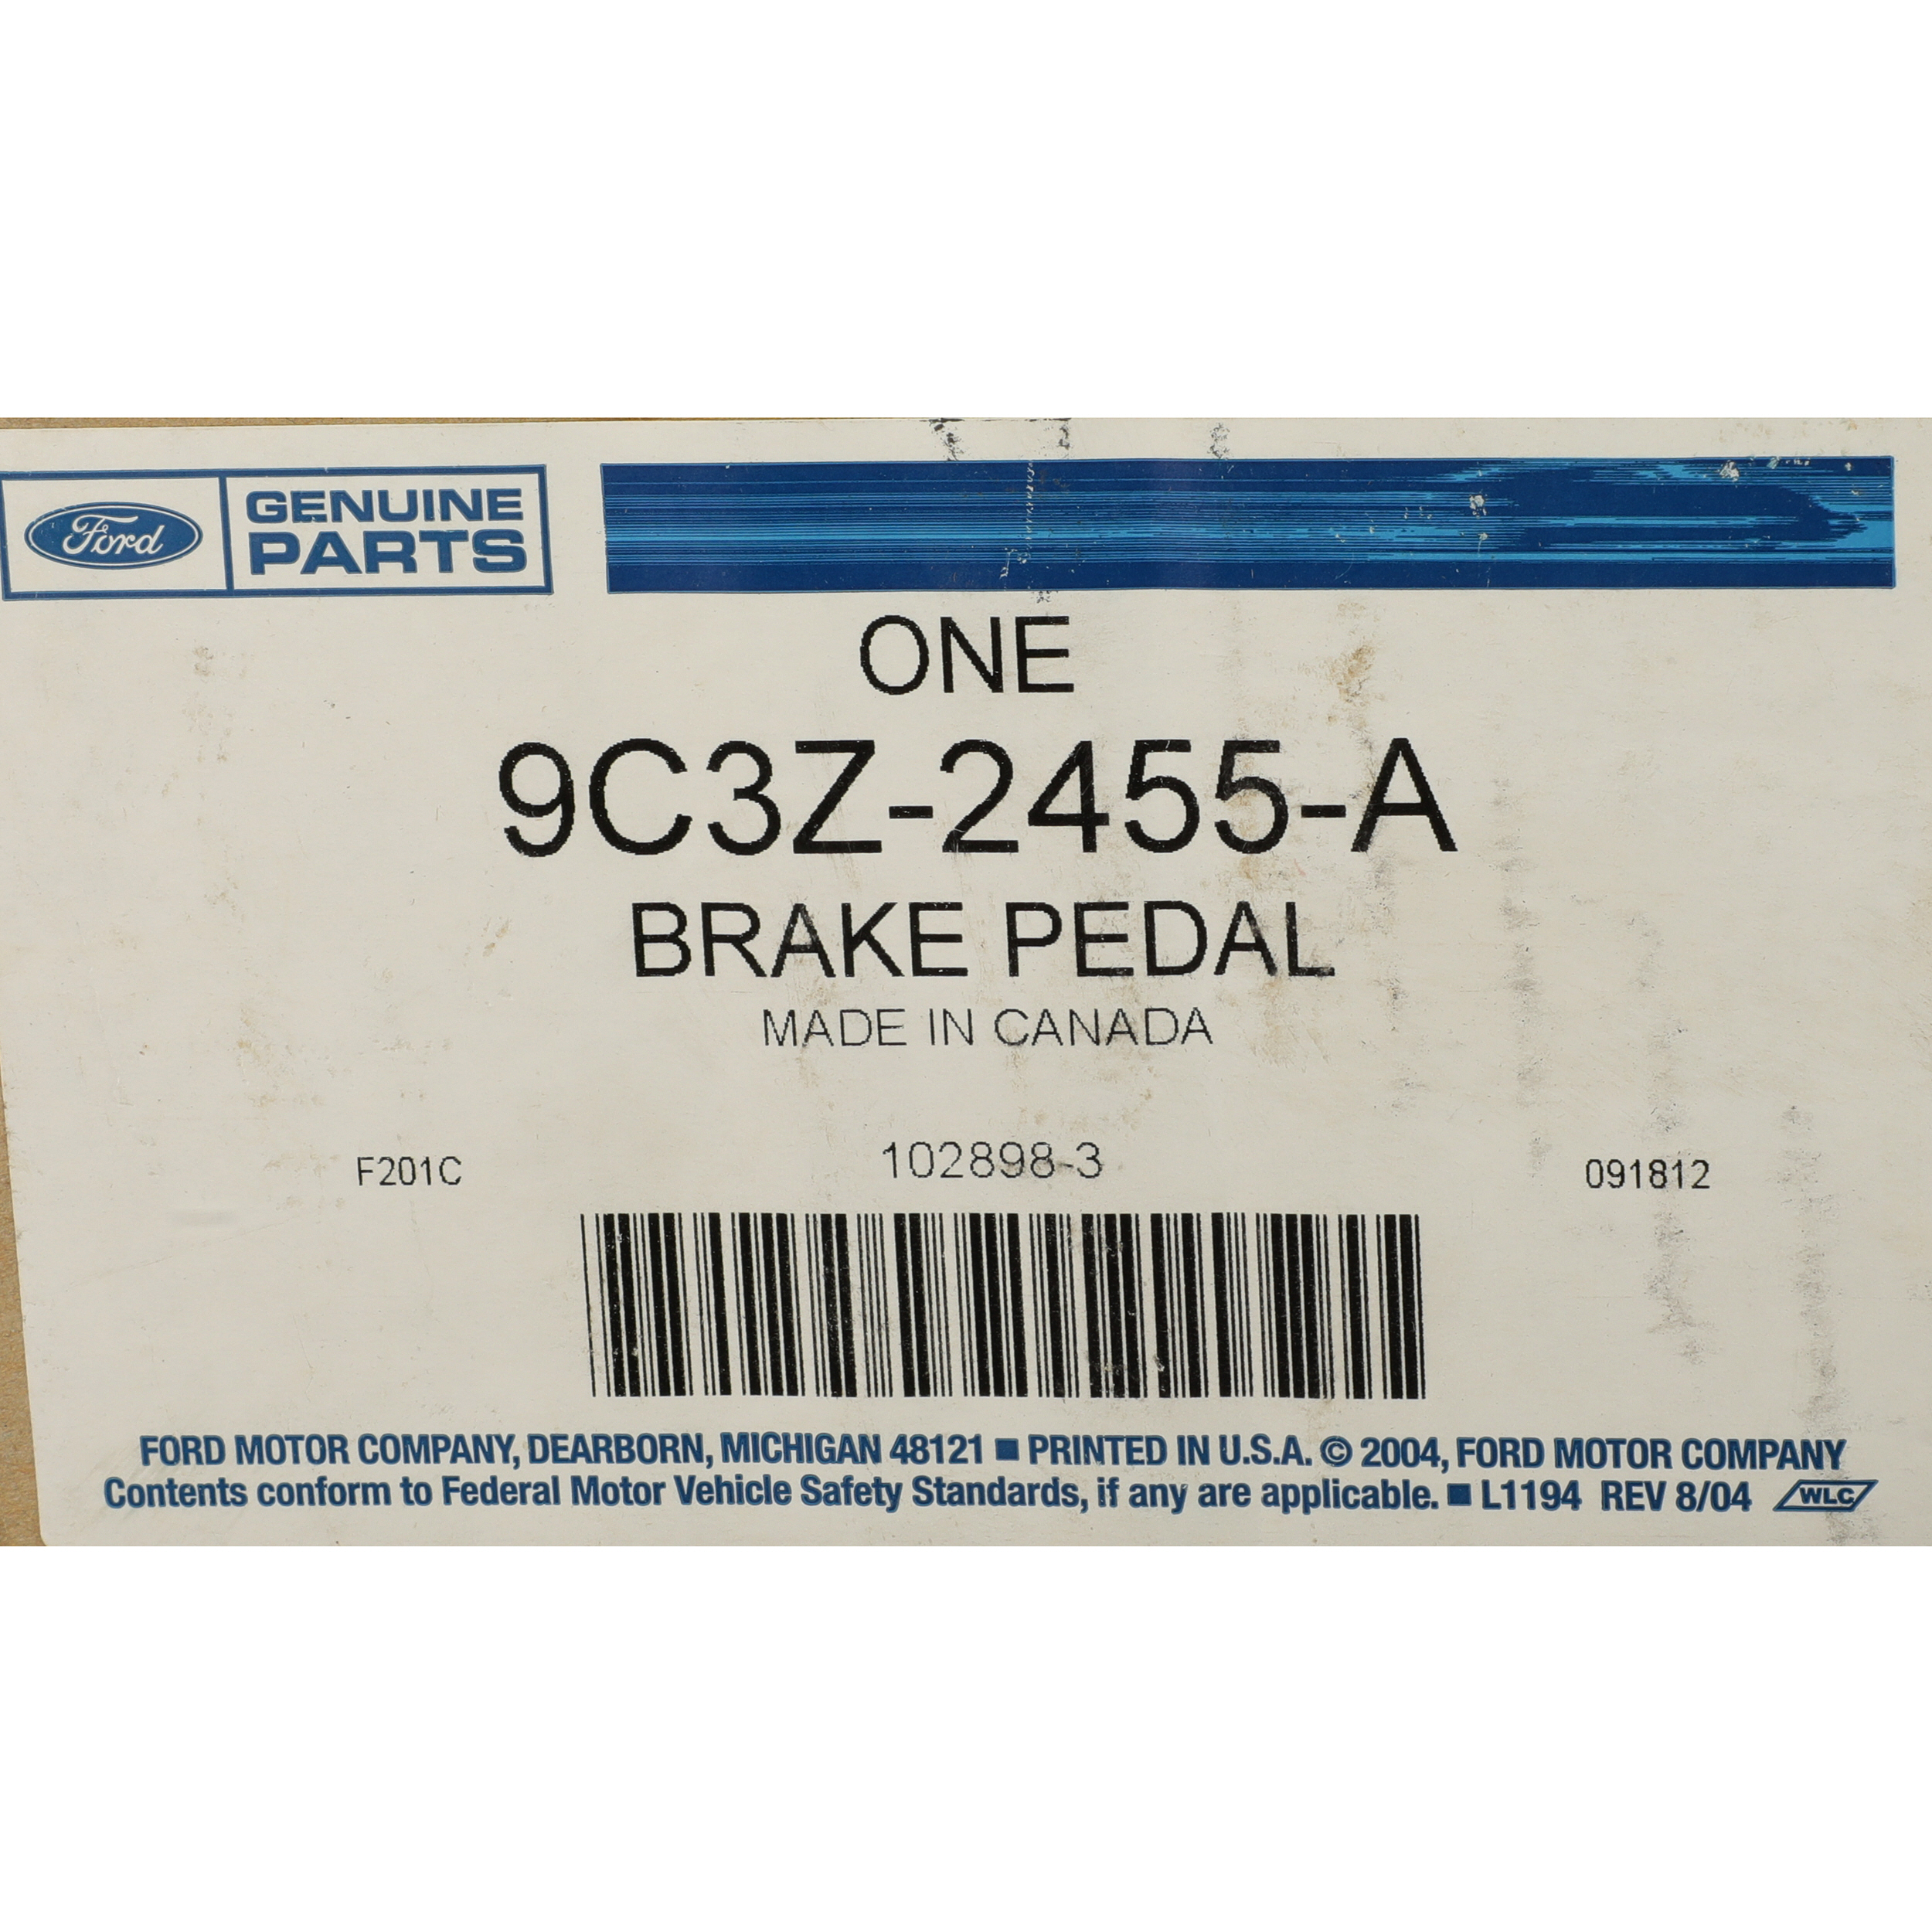 Ford
GENUINE
PARTS
ONE
9C3Z-2455-A
BRAKE PEDAL
MADE IN CANADA
F201C
102898-3
091812
FORD MOTOR COMPANY, DEARBORN, MICHIGAN 48121 ■ PRINTED IN U.S.A. © 2004, FORD MOTOR COMPANY
Contents conform to Federal Motor Vehicle Safety Standards, if any are applicable. ■ L1194 REV 8/04 WLC